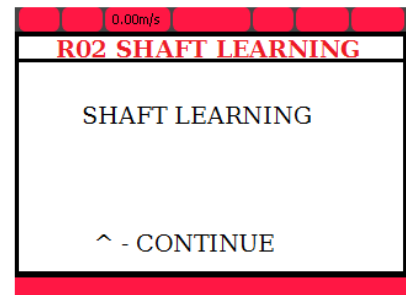 0.00m/s
R02 SHAFT LEARNING
SHAFT LEARNING
^ - CONTINUE